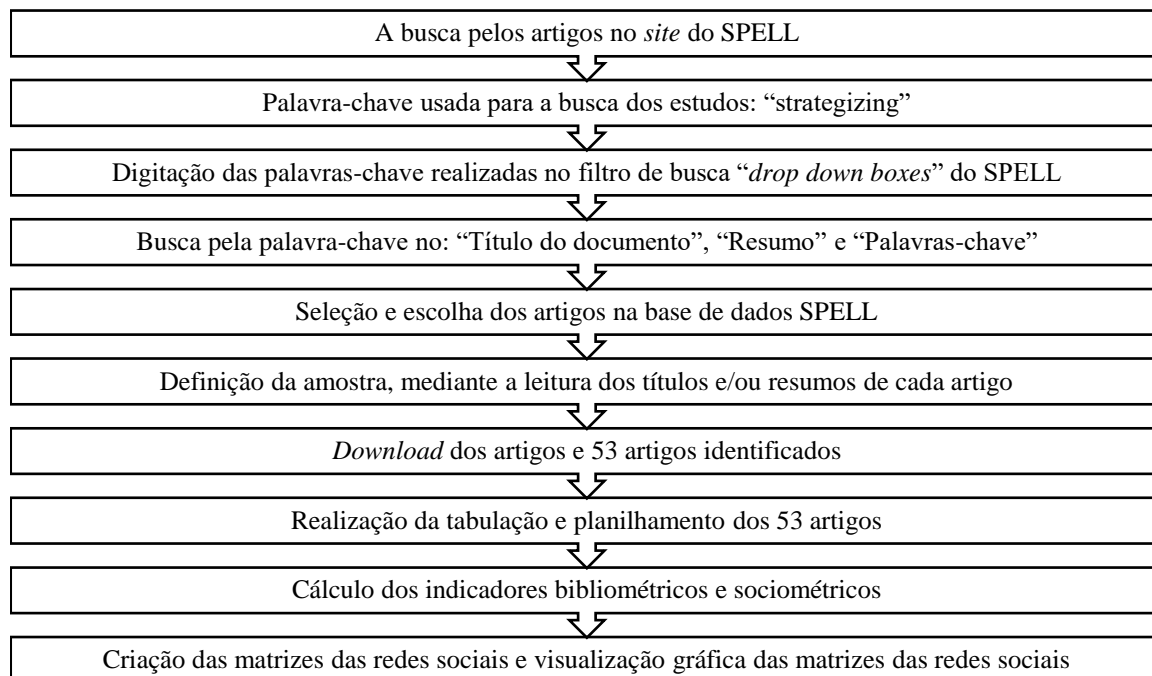 A busca pelos artigos no site do SPELL
Palavra-chave usada para a busca dos estudos: “strategizing”
Digitação das palavras-chave realizadas no filtro de busca “drop down boxes” do SPELL
Busca pela palavra-chave no: “Título do documento”, “Resumo” e “Palavras-chave”
Seleção e escolha dos artigos na base de dados SPELL
Definição da amostra, mediante a leitura dos títulos e/ou resumos de cada artigo
Download dos artigos e 53 artigos identificados
Realização da tabulação e planilhamento dos 53 artigos
Cálculo dos indicadores bibliométricos e sociométricos
Criação das matrizes das redes sociais e visualização gráfica das matrizes das redes sociais